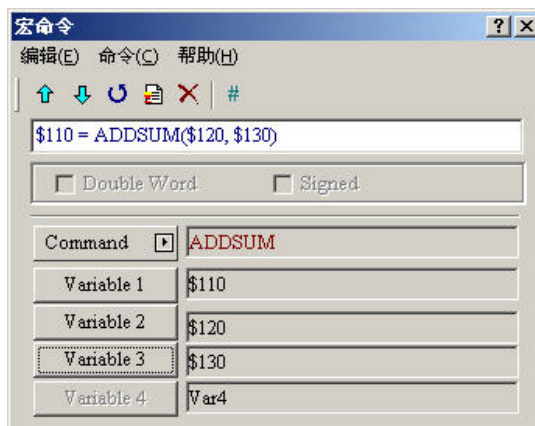 宏命令
编辑(E) 命令(C) 帮助(H)
#
$110 = ADDSUM($120, $130)
Double Word Signed
Command ADDSUM
Variable 1 $110
Variable 2 $120
Variable 3 $130
Variable 4 Var4